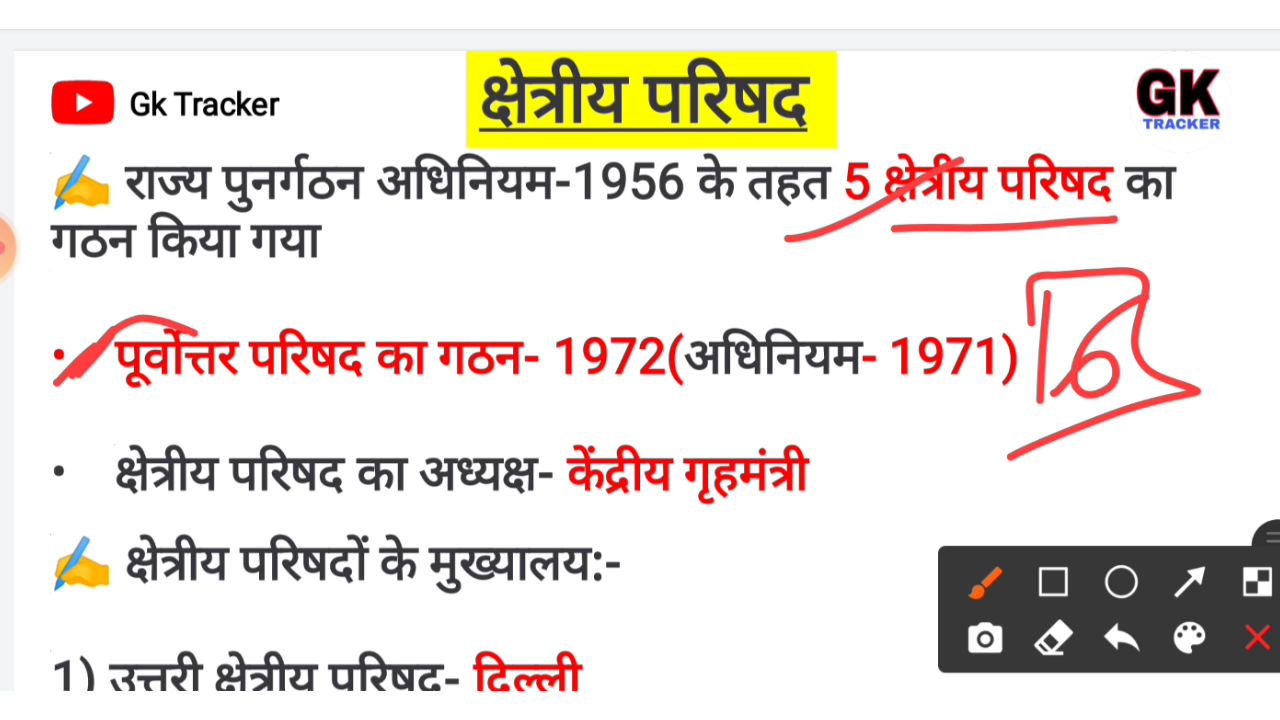 Gk Tracker
क्षेत्रीय परिषद
GK
TRACKER
✍️ राज्य पुनर्गठन अधिनियम-1956 के तहत 5 क्षेत्रीय परिषद का
गठन किया गया
• पूर्वोत्तर परिषद का गठन- 1972(अधिनियम- 1971)
16
• क्षेत्रीय परिषद का अध्यक्ष- केंद्रीय गृहमंत्री
✍️ क्षेत्रीय परिषदों के मुख्यालय:-
1) उत्तरी क्षेत्रीय परिषद- दिल्ली